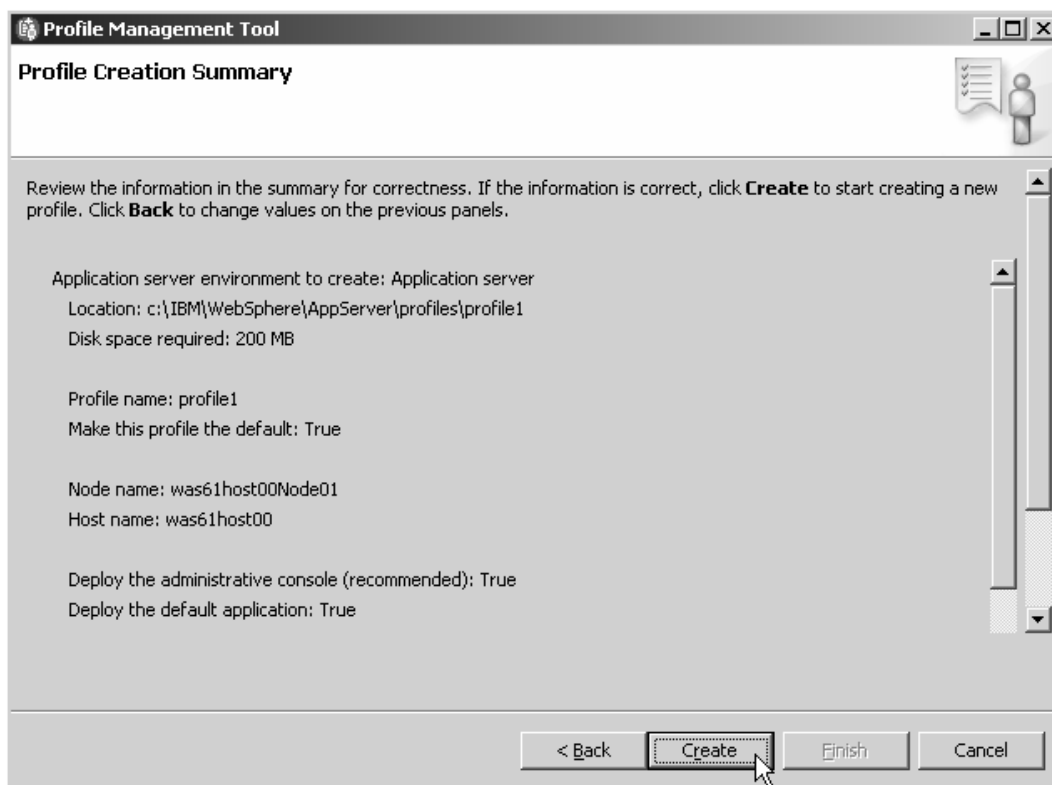 Profile Management Tool
Profile Creation Summary
Review the information in the summary for correctness. If the information is correct, click Create to start creating a new
profile. Click Back to change values on the previous panels.
Application server environment to create: Application server
Location: c:\IBM\WebSphere\AppServer\profiles\profile1
Disk space required: 200 MB
Profile name: profile1
Make this profile the default: True
Node name: was61host00Node01
Host name: was61host00
Deploy the administrative console (recommended): True
Deploy the default application: True
< Back Create Finish Cancel